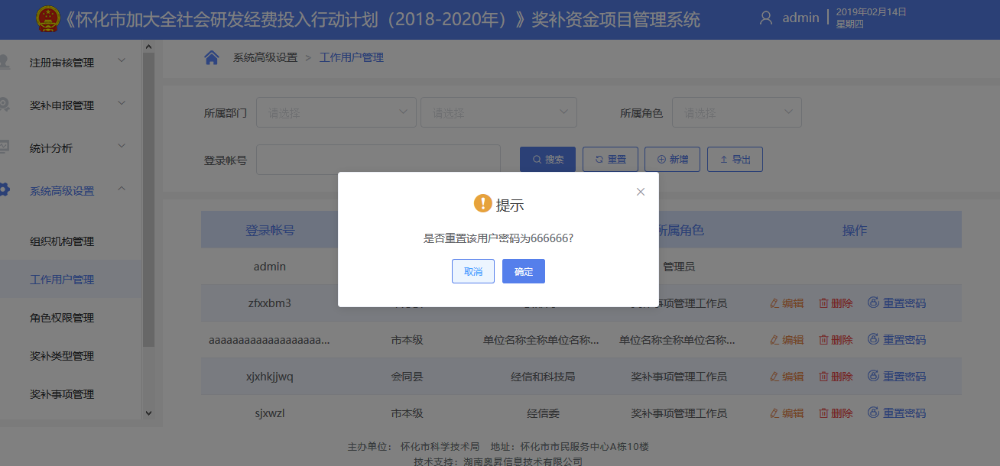 《怀化市加大全社会研发经费投入行动计划（2018-2020年）》奖补资金项目管理系统
admin
2019年02月14日
星期四
注册审核管理
奖补申报管理
统计分析
系统高级设置
组织机构管理
工作用户管理
角色权限管理
奖补类型管理
奖补事项管理
系统高级设置 > 工作用户管理
所属部门 请选择 请选择 所属角色 请选择
登录帐号 搜索 重置 新增 导出
提示
是否重置该用户密码为666666?
取消 确定
登录帐号 所属角色 操作
admin 管理员
zfxxbm3 奖补事项管理工作员 编辑 删除 重置密码
aaaaaaaaaaaaaaaaaaa... 市本级 单位名称全称单位名称... 单位名称全称单位名称... 编辑 删除 重置密码
xjxhkjjwq 会同县 经信和科技局 奖补事项管理工作员 编辑 删除 重置密码
sjxwzl 市本级 经信委 奖补事项管理工作员 编辑 删除 重置密码
主办单位： 怀化市科学技术局 地址：怀化市市民服务中心A栋10楼
技术支持：湖南奥昇信息技术有限公司